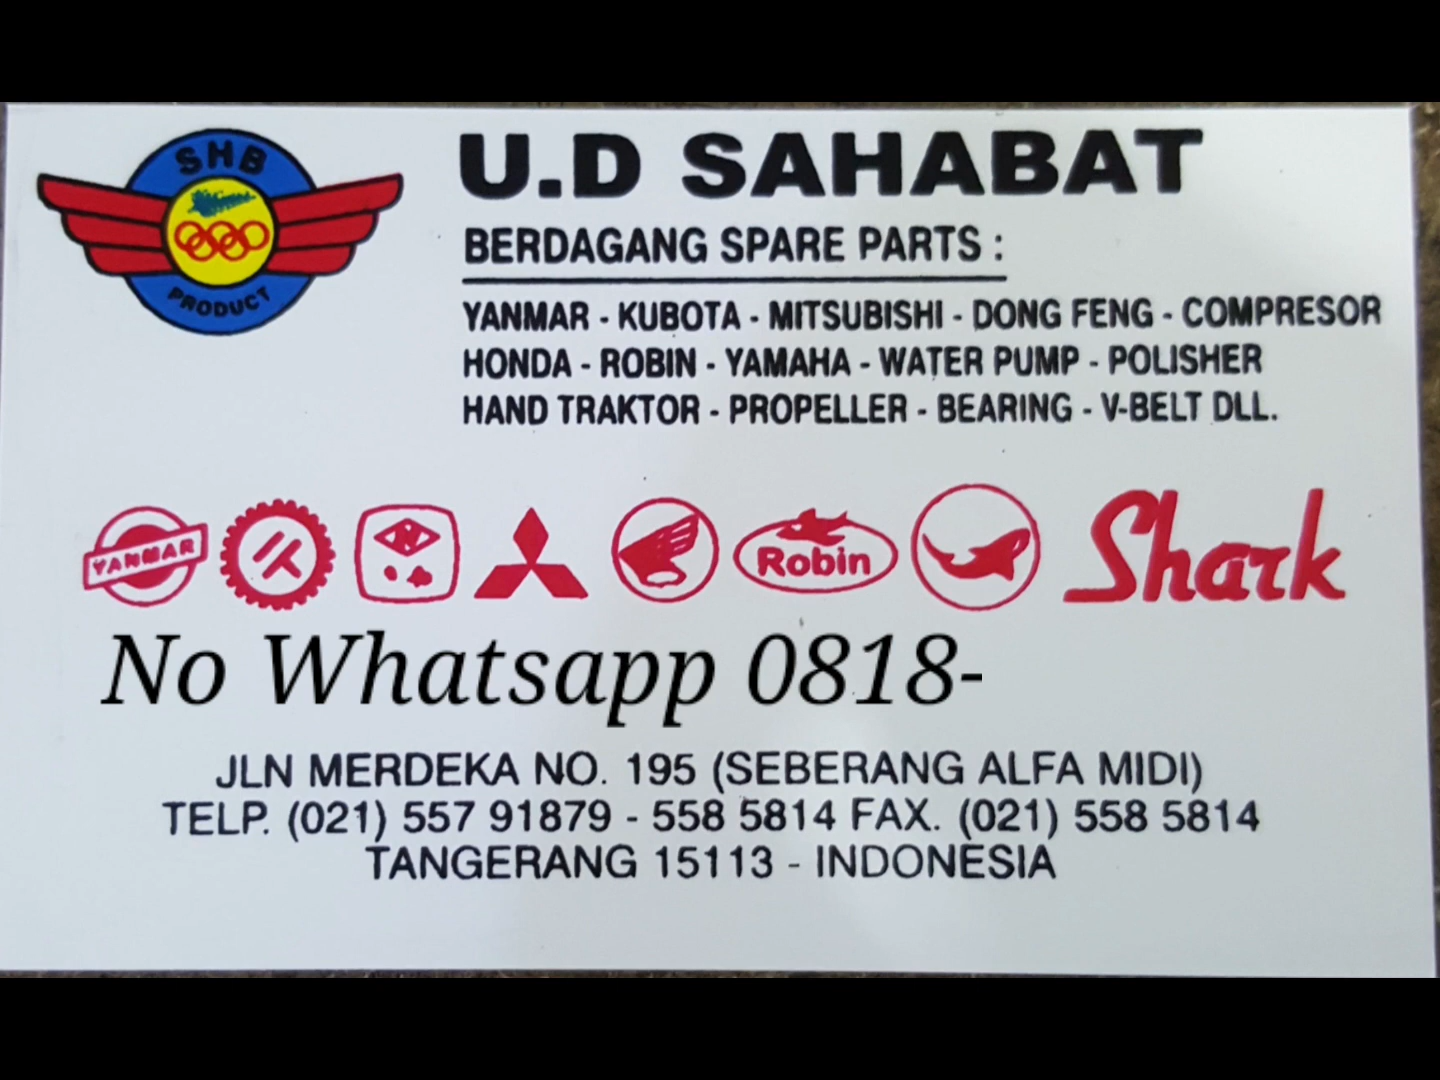 SHB
PRODUCT
U.D SAHABAT
BERDAGANG SPARE PARTS :
YANMAR - KUBOTA - MITSUBISHI - DONG FENG - COMPRESOR
HONDA - ROBIN - YAMAHA - WATER PUMP - POLISHER
HAND TRAKTOR - PROPELLER - BEARING - V-BELT DLL.
YANMAR
Robin
Shark
No Whatsapp 0818-
JLN MERDEKA NO. 195 (SEBERANG ALFA MIDI)
TELP. (021) 557 91879 - 558 5814 FAX. (021) 558 5814
TANGERANG 15113 - INDONESIA